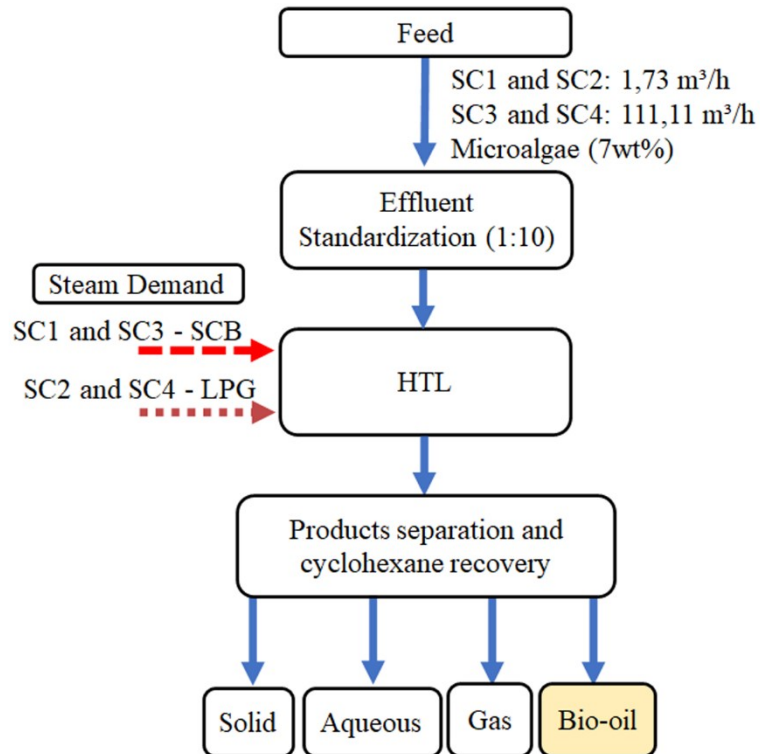 Feed
SC1 and SC2: 1,73 m³/h
SC3 and SC4: 111,11 m³/h
Microalgae (7wt%)
Effluent
Standardization (1:10)
Steam Demand
SC1 and SC3 - SCB
SC2 and SC4 - LPG
HTL
Products separation and
cyclohexane recovery
Solid
Aqueous
Gas
Bio-oil